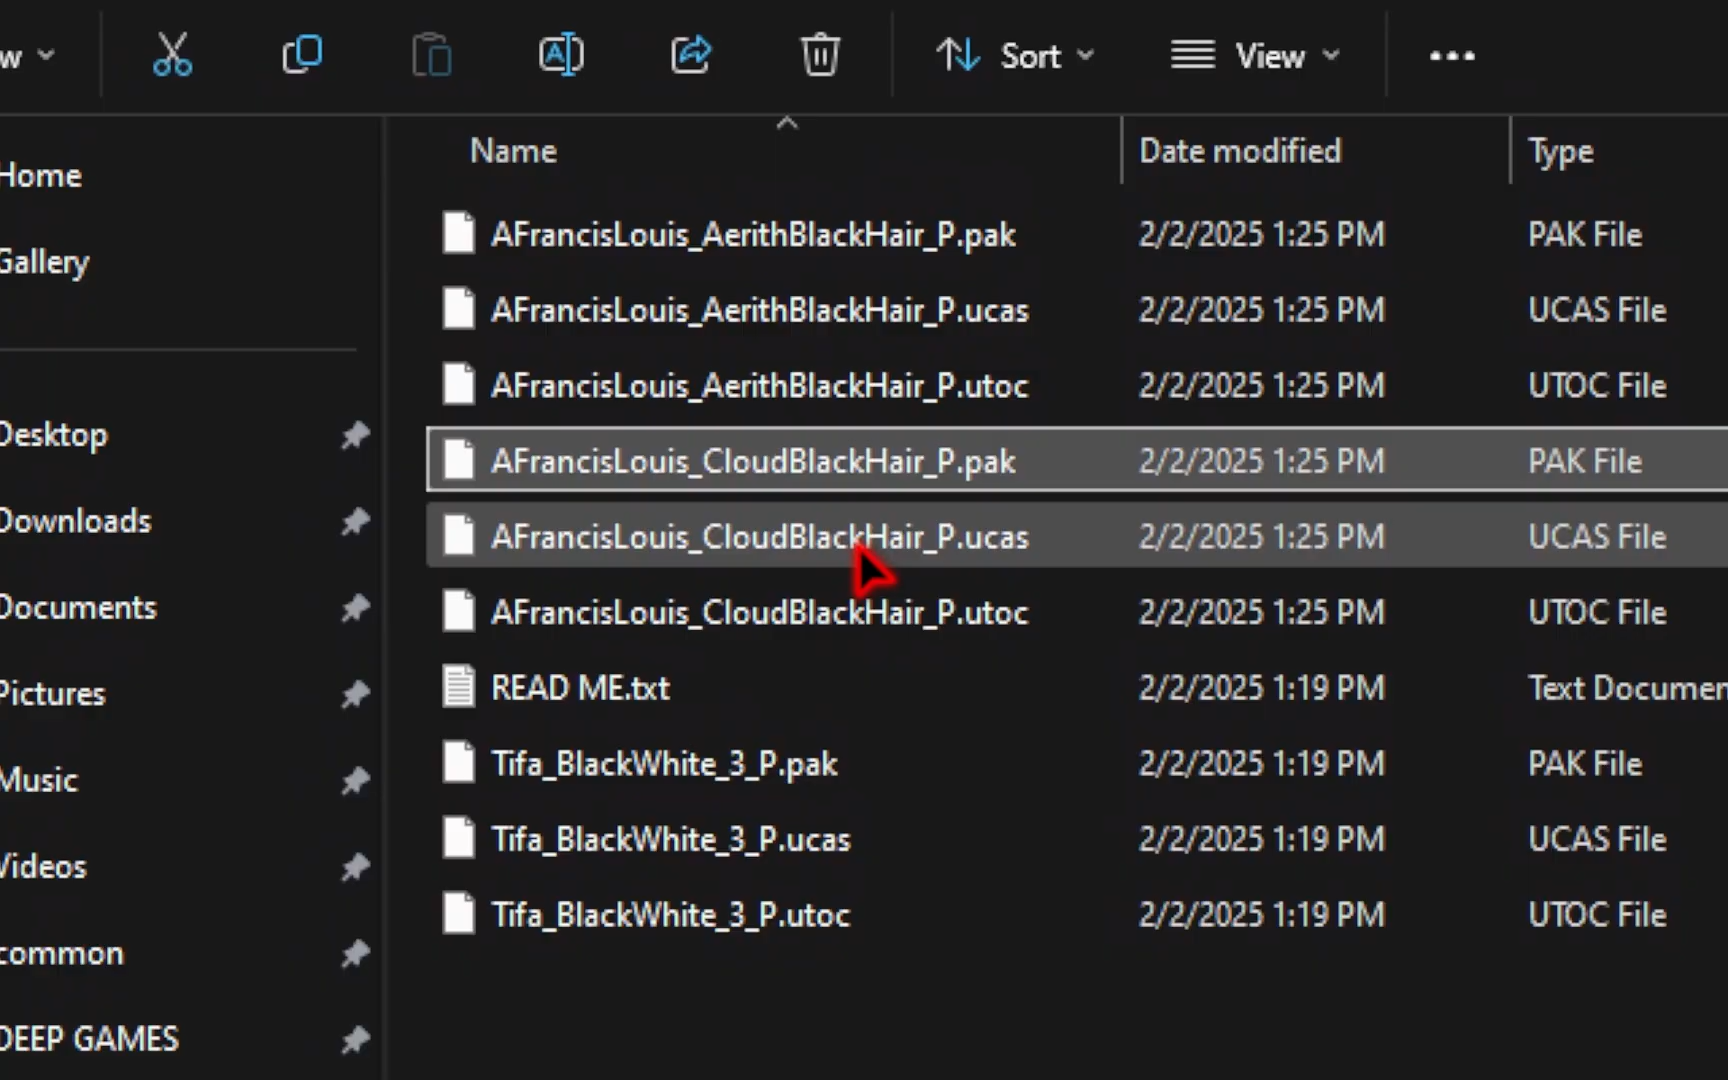 w
Sort
View
Name
Date modified
Type
Home
Gallery
Desktop
Downloads
Documents
Pictures
Music
Videos
common
DEEP GAMES
AFrancisLouis_AerithBlackHair_P.pak 2/2/2025 1:25 PM PAK File
AFrancisLouis_AerithBlackHair_P.ucas 2/2/2025 1:25 PM UCAS File
AFrancisLouis_AerithBlackHair_P.utoc 2/2/2025 1:25 PM UTOC File
AFrancisLouis_CloudBlackHair_P.pak 2/2/2025 1:25 PM PAK File
AFrancisLouis_CloudBlackHair_P.ucas 2/2/2025 1:25 PM UCAS File
AFrancisLouis_CloudBlackHair_P.utoc 2/2/2025 1:25 PM UTOC File
READ ME.txt 2/2/2025 1:19 PM Text Documen
Tifa_BlackWhite_3_P.pak 2/2/2025 1:19 PM PAK File
Tifa_BlackWhite_3_P.ucas 2/2/2025 1:19 PM UCAS File
Tifa_BlackWhite_3_P.utoc 2/2/2025 1:19 PM UTOC File